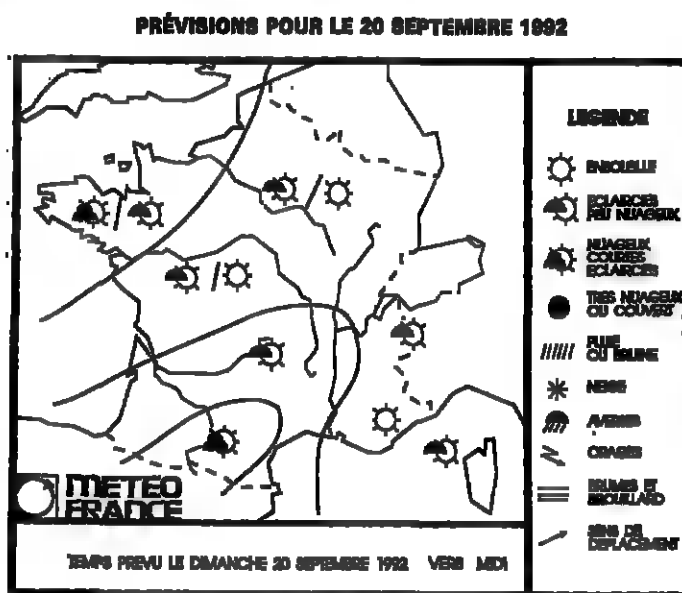 PRÉVISIONS POUR LE 20 SEPTEMBRE 1992
LEGENDE
ENSOLEILLE
ECLAIRCIES
PEU NUAGEUX
NUAGEUX
COURTES
ECLAIRCIES
TRES NUAGEUX
OU COUVERT
PLUIE
OU BRUINE
NEIGE
AVERSES
ORAGES
BRUMES ET
BROUILLARD
SENS DE
DEPLACEMENT
METEO
FRANCE
TEMPS PREVU LE DIMANCHE 20 SEPTEMBRE 1992 VERS MIDI